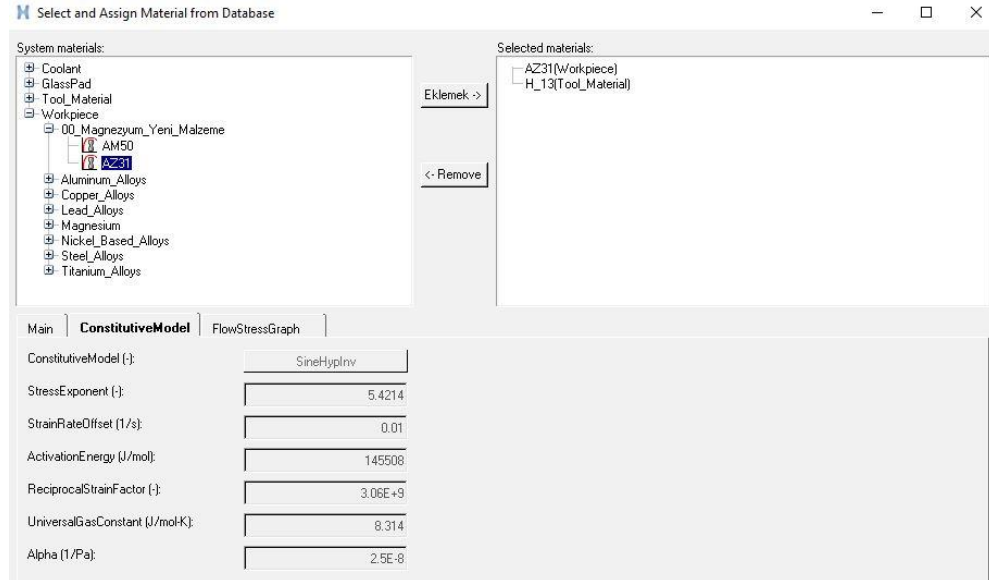 Select and Assign Material from Database
System materials:
Coolant
GlassPad
Tool_Material
Workpiece
00_Magnezyum_Yeni_Malzeme
AM50
AZ31
Aluminum_Alloys
Copper_Alloys
Lead_Alloys
Magnesium
Nickel_Based_Alloys
Steel_Alloys
Titanium_Alloys
Eklemek ->
<- Remove
Selected materials:
AZ31(Workpiece)
H_13(Tool_Material)
Main ConstitutiveModel FlowStressGraph
ConstitutiveModel (-): SineHypInv
StressExponent (-): 5.4214
StrainRateOffset (1/s): 0.01
ActivationEnergy (J/mol): 145508
ReciprocalStrainFactor (-): 3.06E+9
UniversalGasConstant (J/mol-K): 8.314
Alpha (1/Pa): 2.5E-8